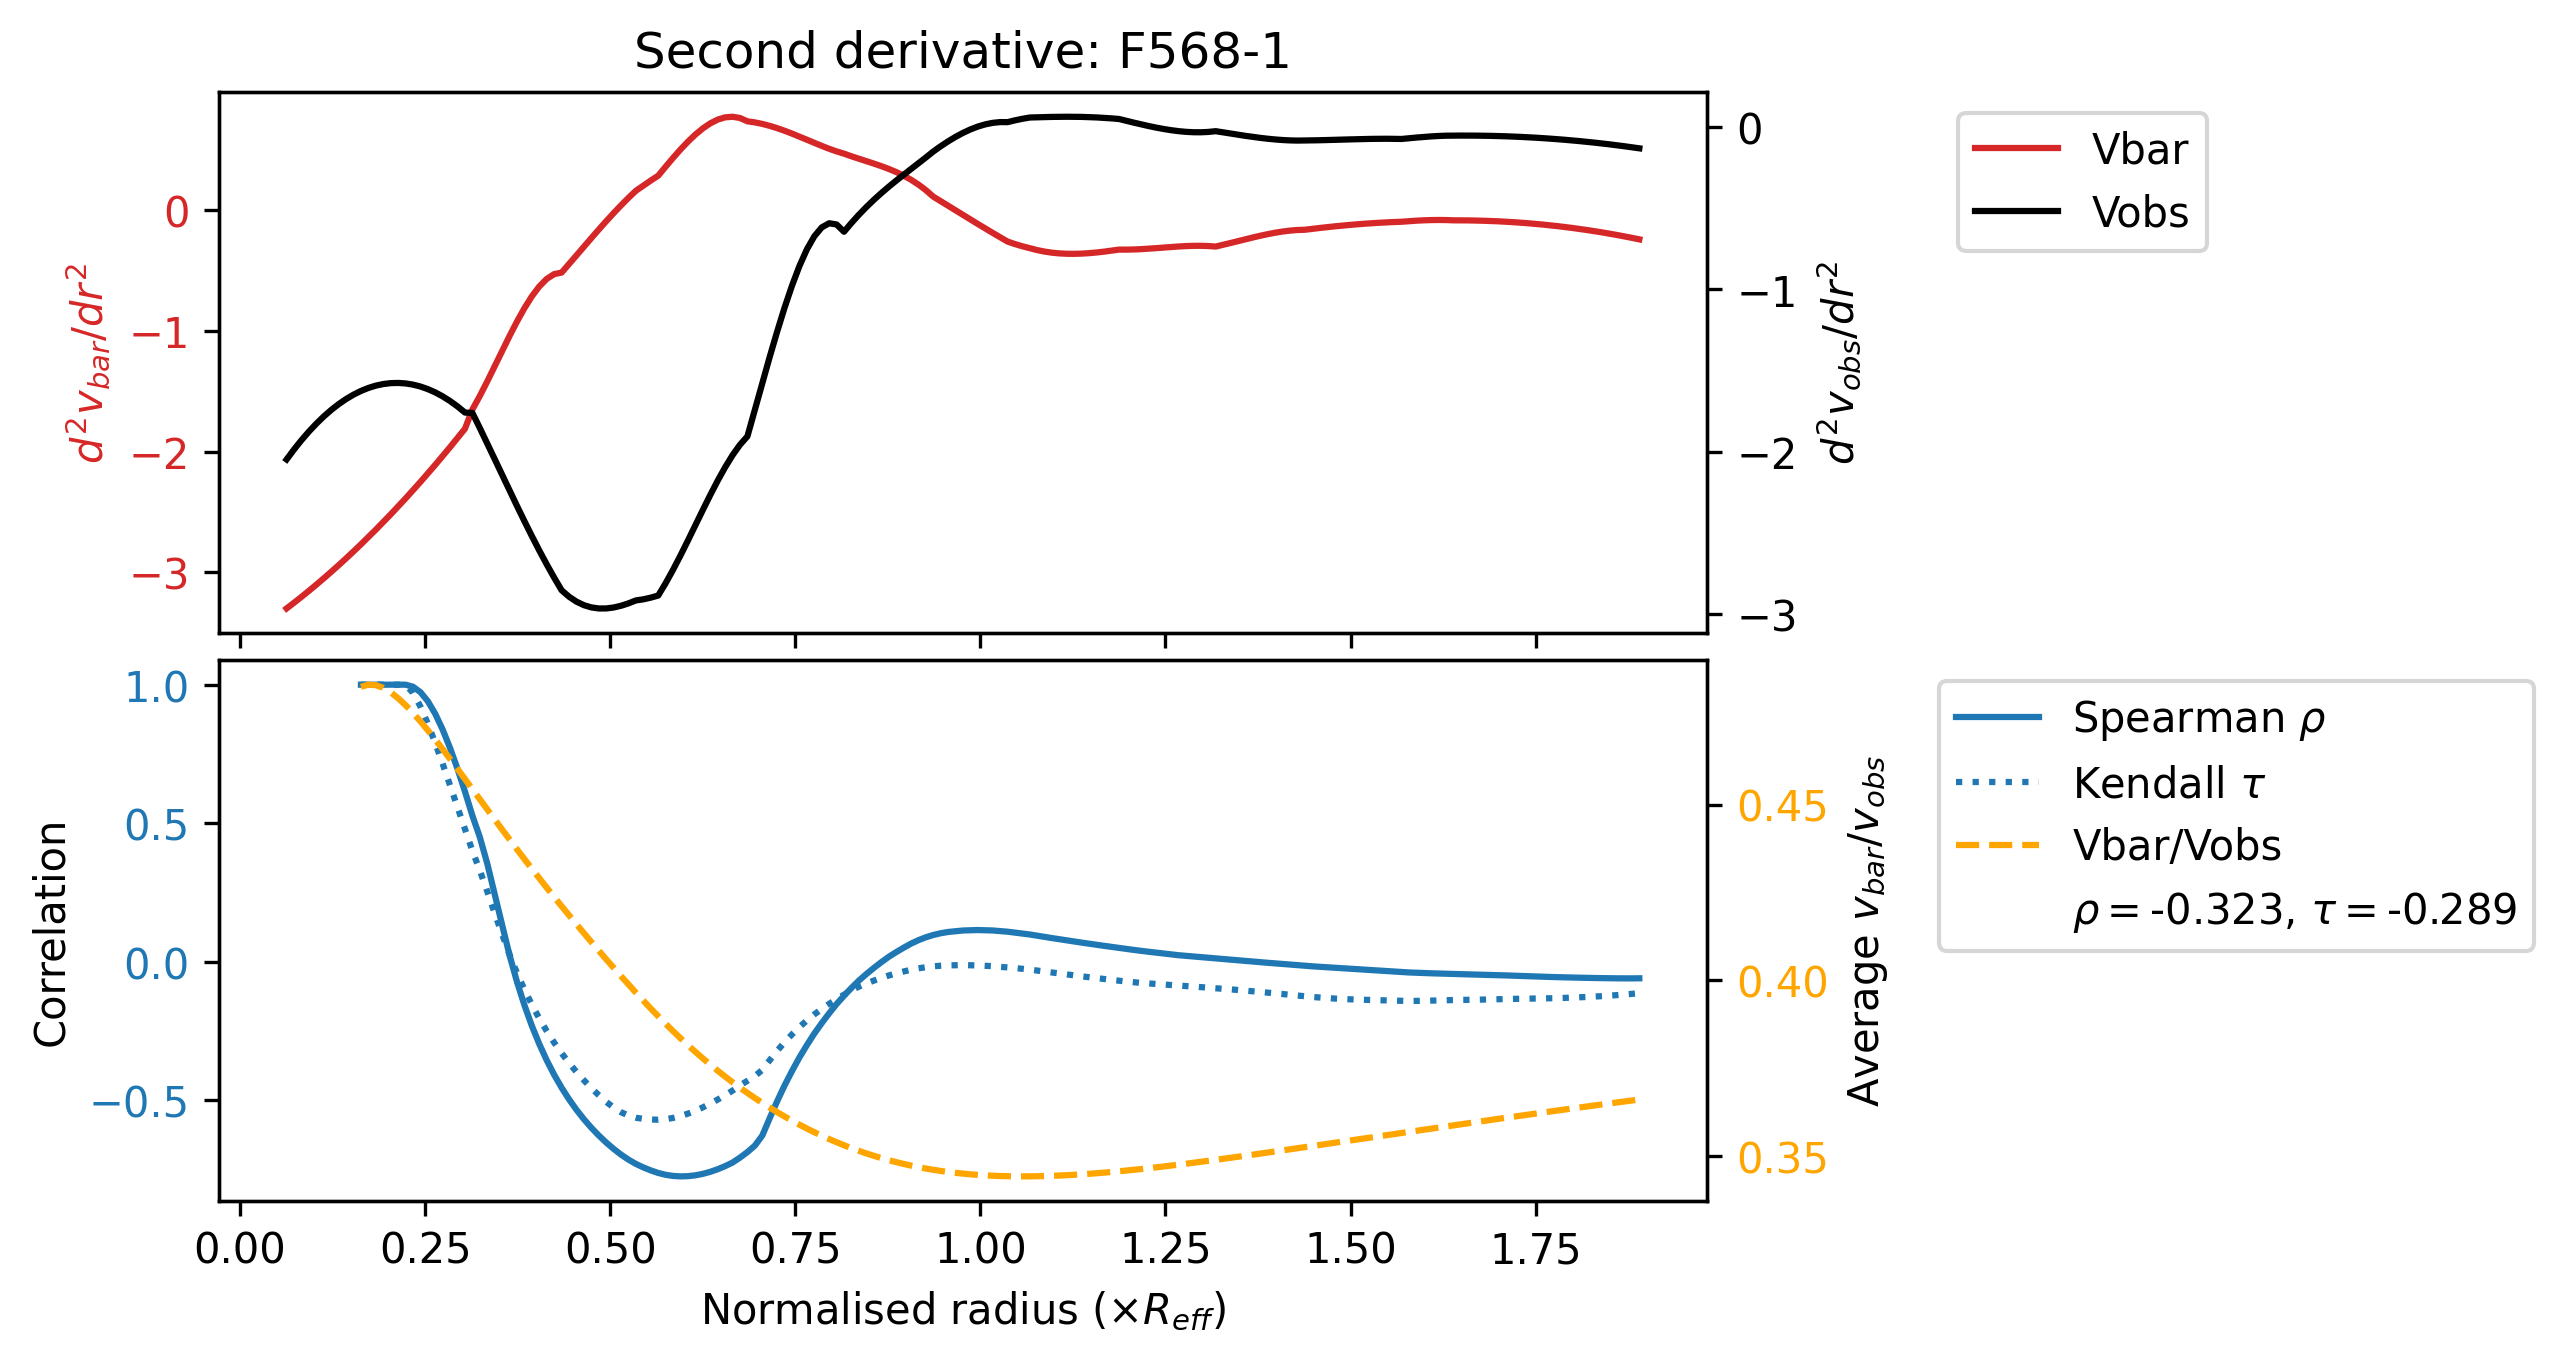 Second derivative: F568-1
d²v_bar/dr²
0
−1
−2
−3
0
−1
−2
−3
d²v_obs/dr²
Vbar
Vobs
Correlation
1.0
0.5
0.0
−0.5
0.45
0.40
0.35
Average v_bar/v_obs
Spearman ρ
Kendall τ
Vbar/Vobs
ρ = -0.323, τ = -0.289
0.00 0.25 0.50 0.75 1.00 1.25 1.50 1.75
Normalised radius (×R_eff)